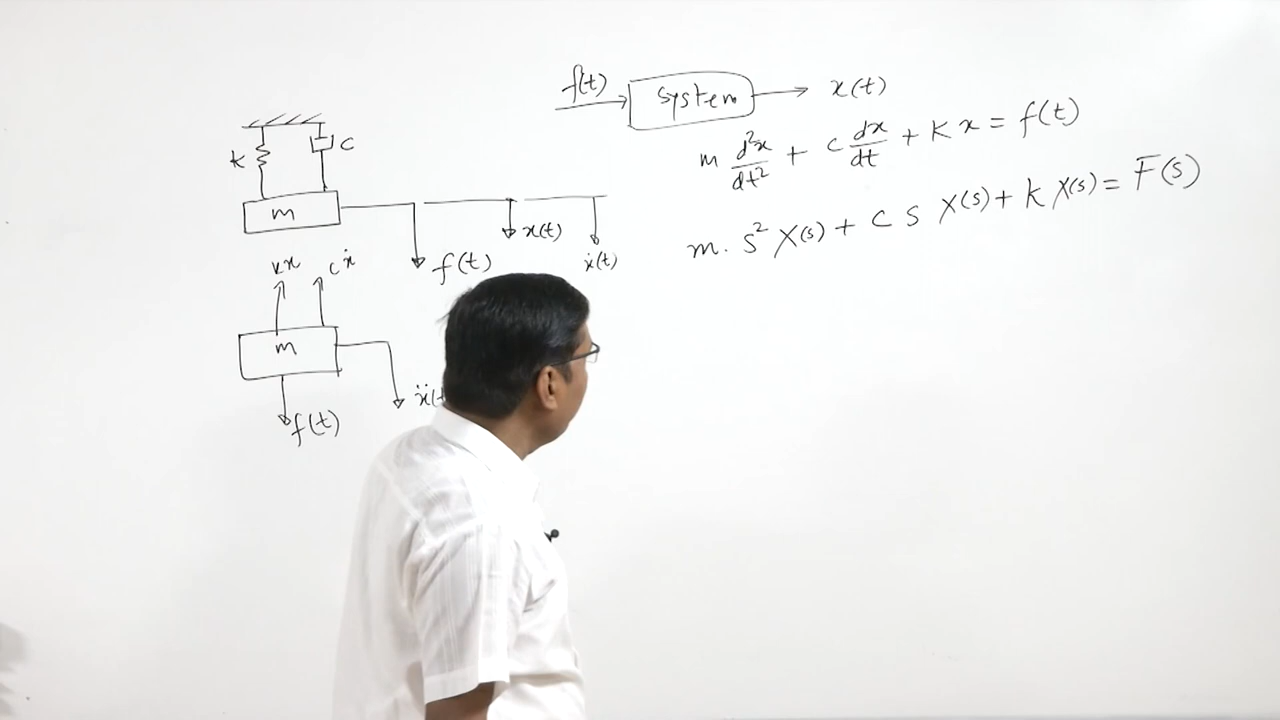 f(t) system x(t)
k c
m d²x/dt² + c dx/dt + K x = f(t)
m
m. s² X(s) + c s X(s) + k X(s) = F(s)
f(t) x(t) ẋ(t)
kx cẋ
m
f(t)